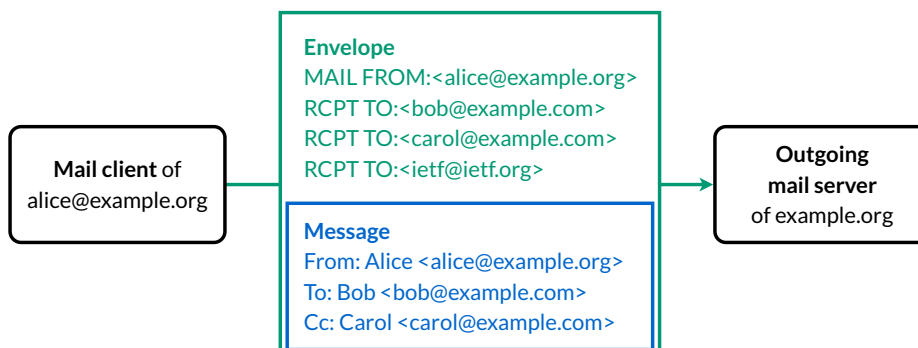 Mail client of
alice@example.org
Envelope
MAIL FROM:<alice@example.org>
RCPT TO:<bob@example.com>
RCPT TO:<carol@example.com>
RCPT TO:<ietf@ietf.org>
Message
From: Alice <alice@example.org>
To: Bob <bob@example.com>
Cc: Carol <carol@example.com>
Outgoing
mail server
of example.org